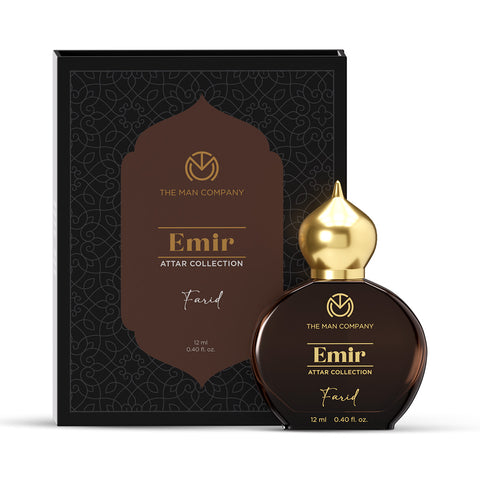 THE MAN COMPANY
Emir
ATTAR COLLECTION
Farid
12 ml
0.40 fl. oz.
THE MAN COMPANY
Emir
ATTAR COLLECTION
Farid
12 ml 0.40 fl. oz.